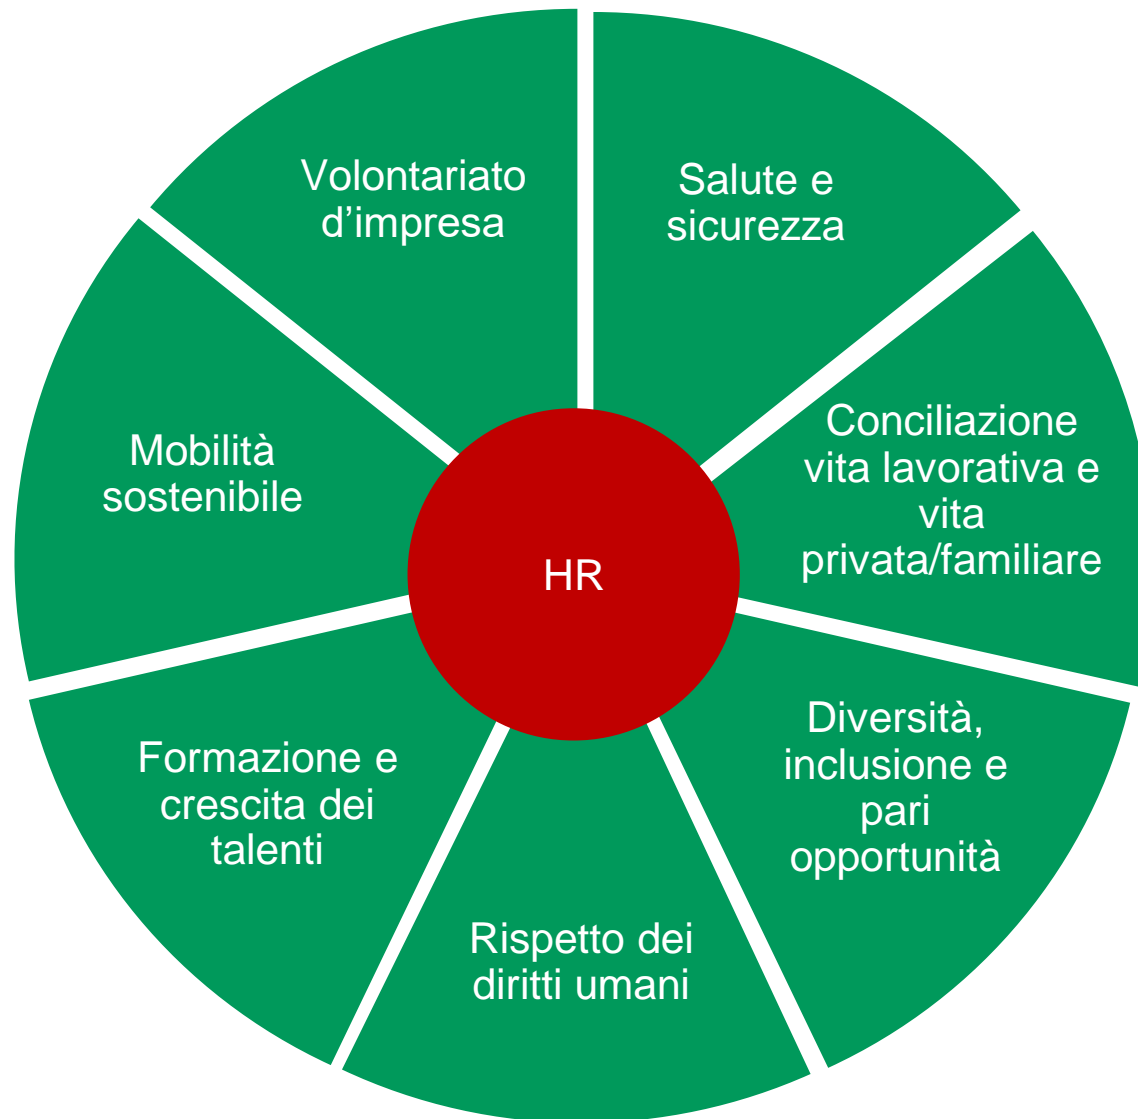 Volontariato
d’impresa
Salute e
sicurezza
Conciliazione
vita lavorativa e
vita
privata/familiare
Diversità,
inclusione e
pari
opportunità
Rispetto dei
diritti umani
Formazione e
crescita dei
talenti
Mobilità
sostenibile
HR